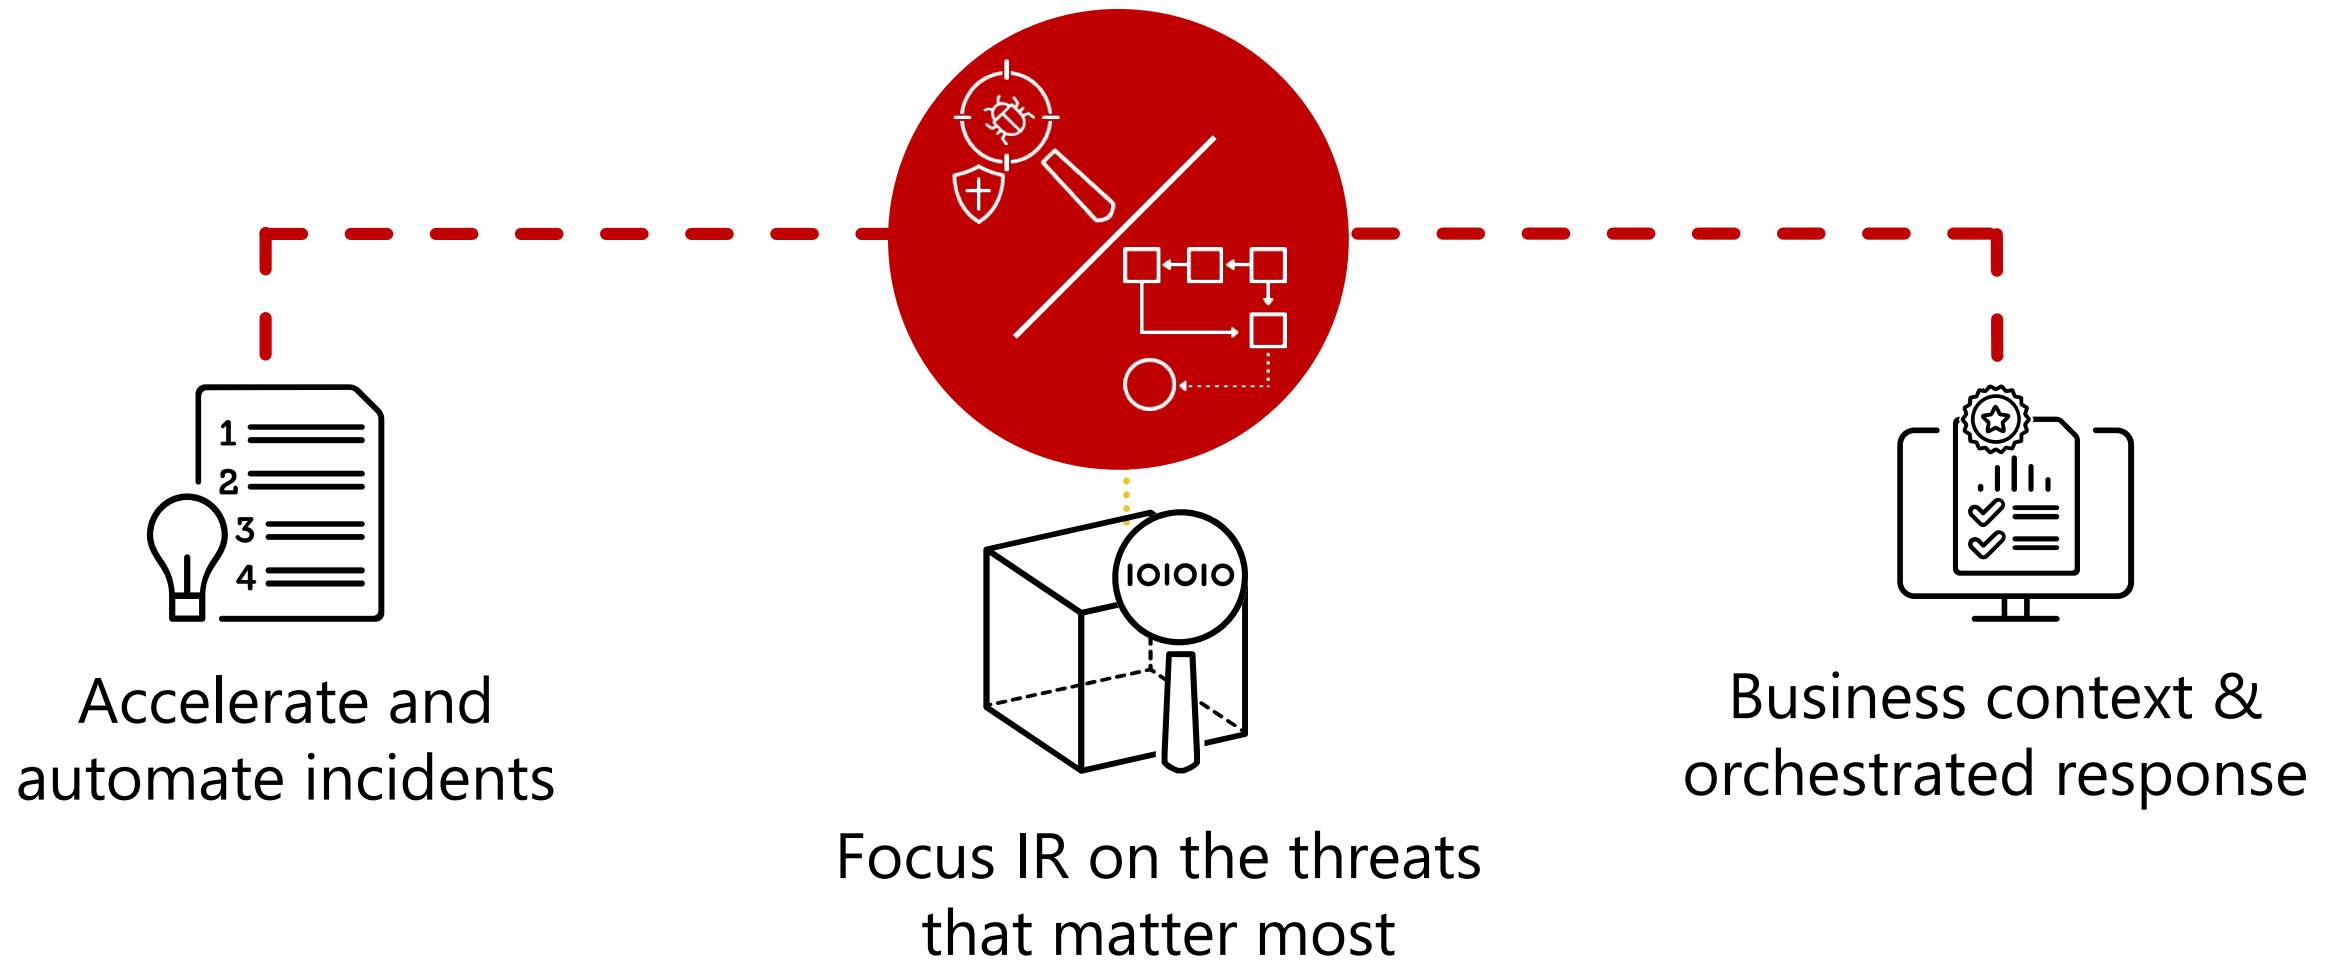 1
2
3
4
101010
Accelerate and
automate incidents
Focus IR on the threats
that matter most
Business context &
orchestrated response